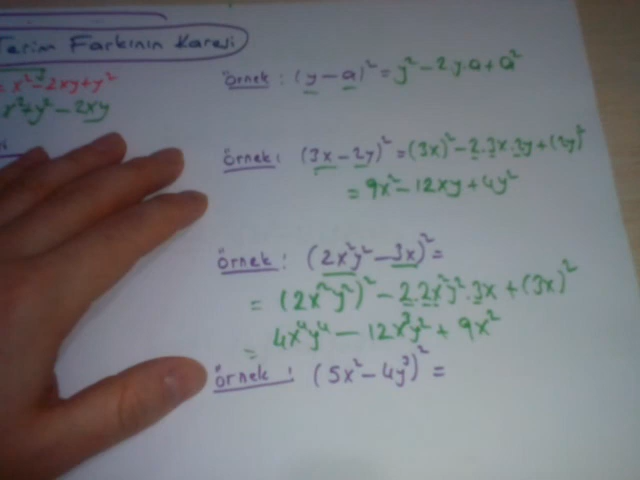 Terim Farkının Karesi
= x² - 2xy + y²
x² + y² - 2xy
örnek : (y - a)² = y² - 2.y.a + a²
örnek : (3x - 2y)² = (3x)² - 2.3x.2y + (2y)²
= 9x² - 12xy + 4y²
örnek : (2x²y² - 3x)² =
= (2x²y²)² - 2.2x²y².3x + (3x)²
= 4x⁴y⁴ - 12x³y² + 9x²
örnek : (5x² - 4y³)² =